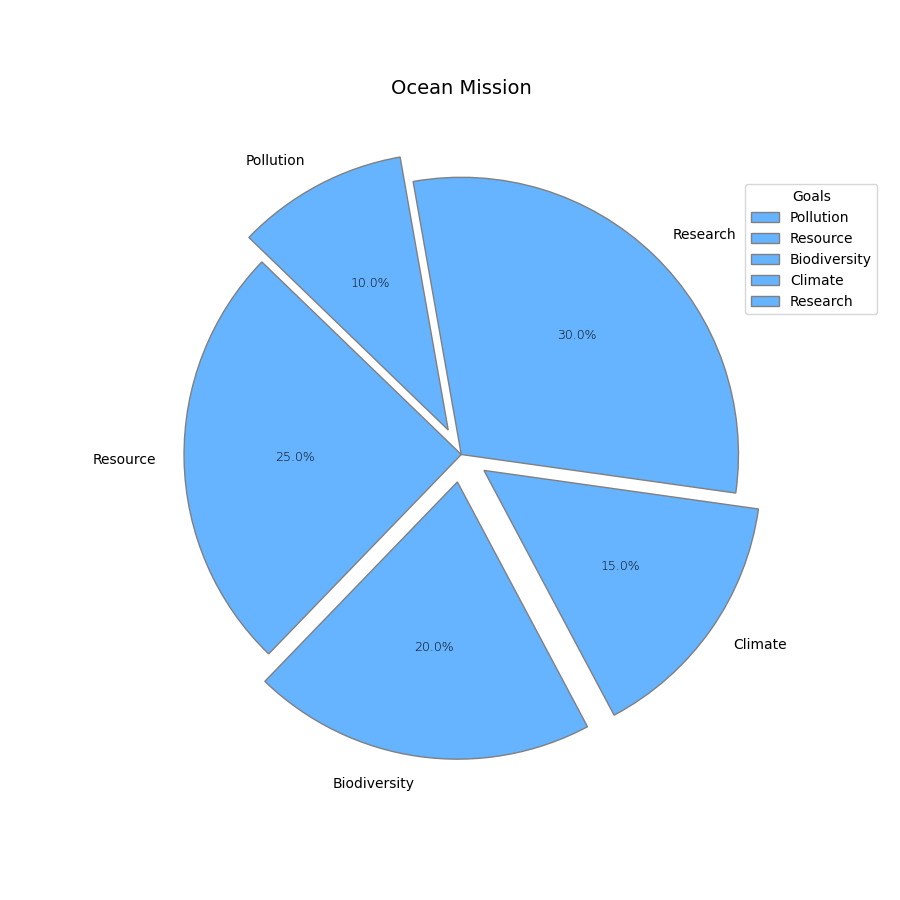 Ocean Mission
Pollution
Research
Goals
Pollution
Resource
Biodiversity
Climate
Research
10.0%
30.0%
Resource
25.0%
15.0%
20.0%
Climate
Biodiversity